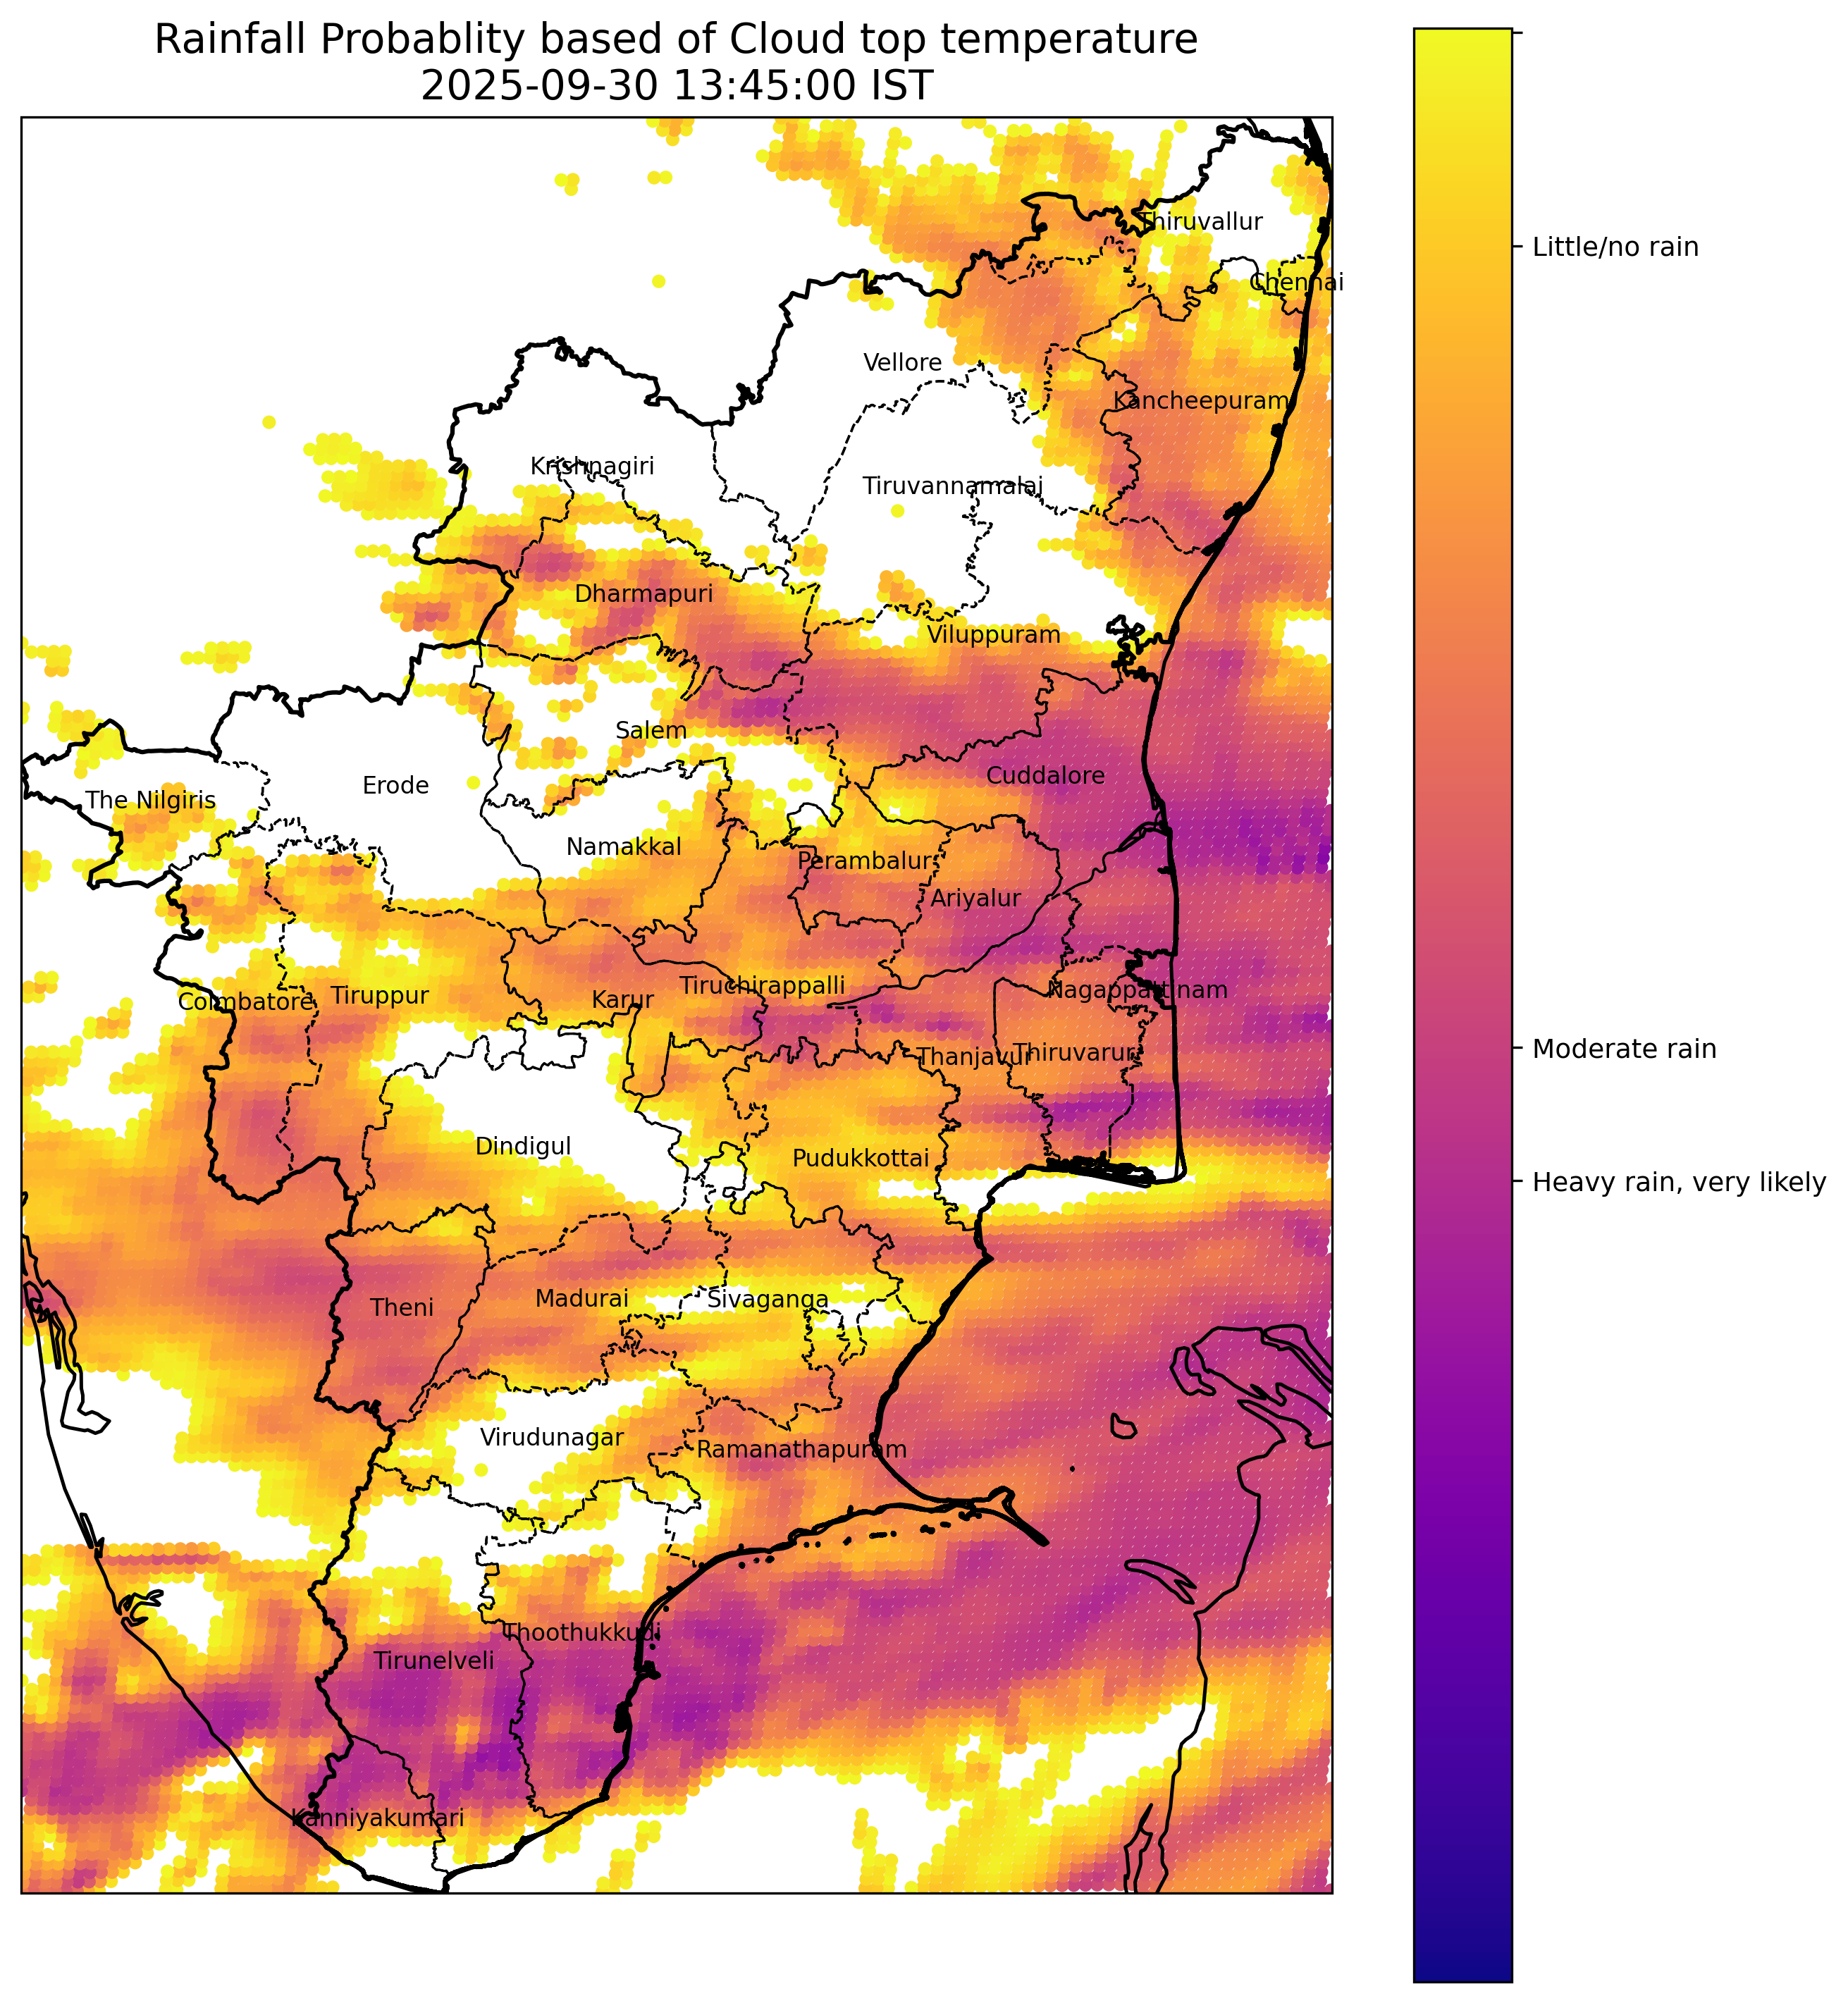 Rainfall Probablity based of Cloud top temperature
2025-09-30 13:45:00 IST
Thiruvallur
Chennai
Vellore
Kancheepuram
Krishnagiri
Tiruvannamalai
Dharmapuri
Viluppuram
Salem
Cuddalore
Erode
The Nilgiris
Namakkal
Perambalur
Ariyalur
Tiruchirappalli
Nagappattinam
Coimbatore
Tiruppur
Karur
Thanjavur
Thiruvarur
Dindigul
Pudukkottai
Theni
Madurai
Sivaganga
Virudunagar
Ramanathapuram
Thoothukkudi
Tirunelveli
Kanniyakumari
Little/no rain
Moderate rain
Heavy rain, very likely